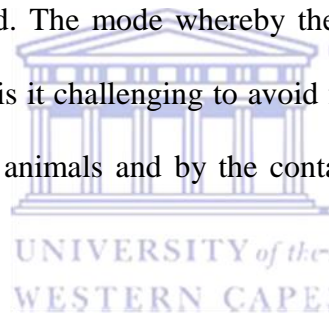 d. The mode whereby the
is it challenging to avoid
animals and by the conta
UNIVERSITY of the
WESTERN CAPE